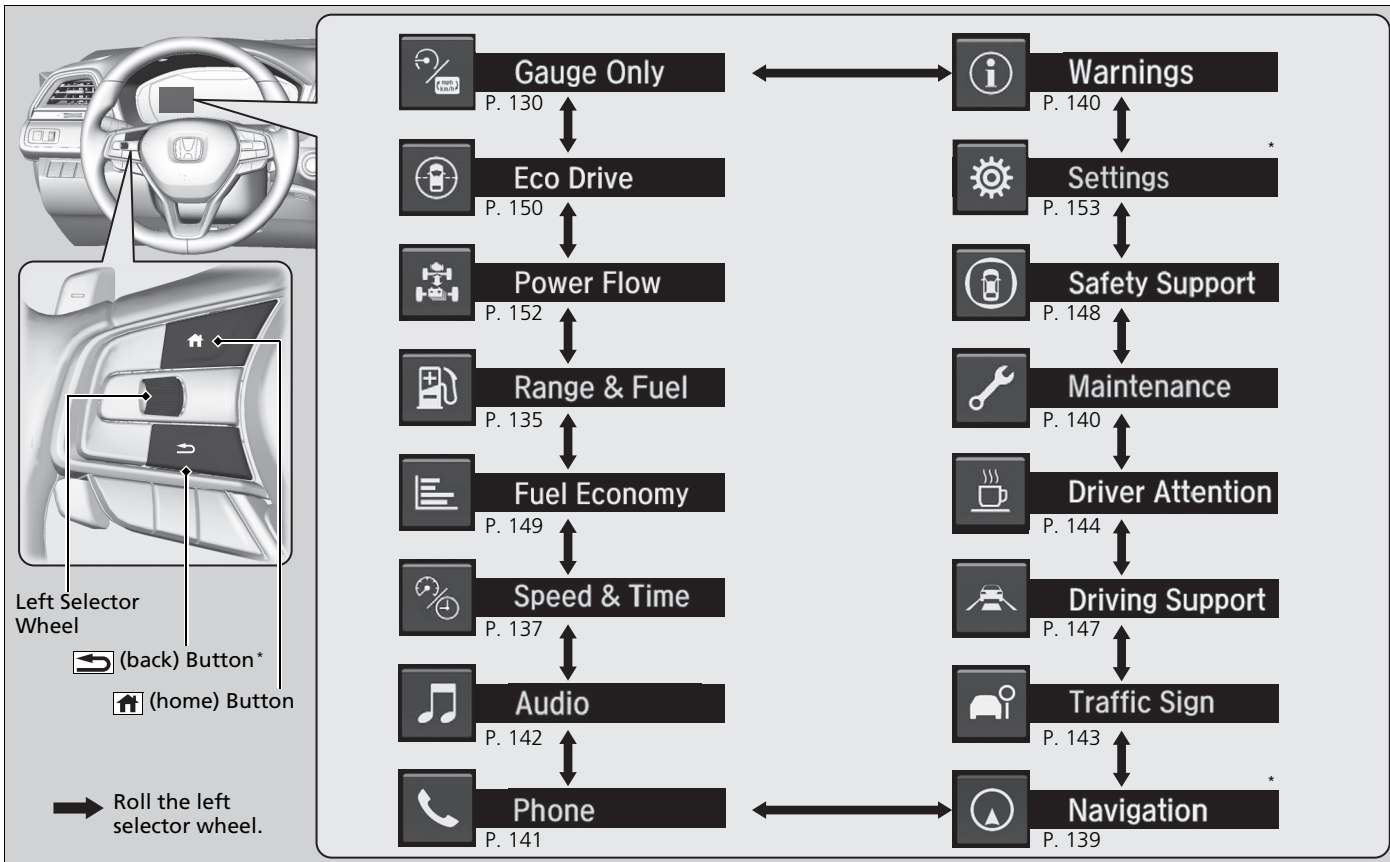 Gauge Only
P. 130
Eco Drive
P. 150
Power Flow
P. 152
Range & Fuel
P. 135
Fuel Economy
P. 149
Speed & Time
P. 137
Audio
P. 142
Phone
P. 141
Warnings
P. 140
*
Settings
P. 153
Safety Support
P. 148
Maintenance
P. 140
Driver Attention
P. 144
Driving Support
P. 147
Traffic Sign
P. 143
*
Navigation
P. 139
mph
km/h
Left Selector
Wheel
(back) Button*
(home) Button
Roll the left
selector wheel.